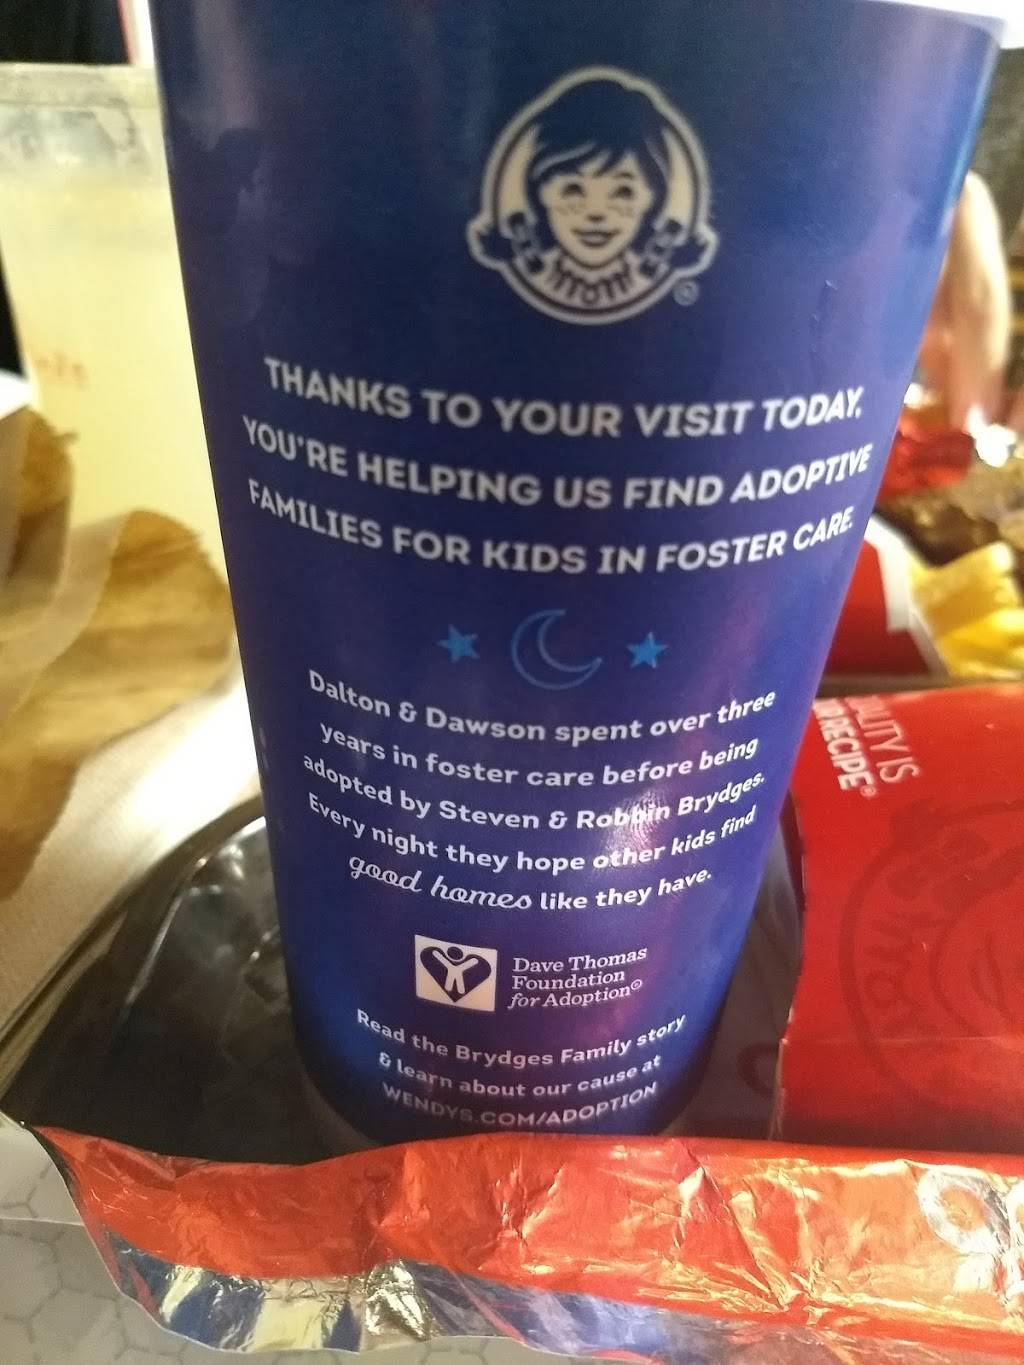 THANKS TO YOUR VISIT TODAY,
YOU'RE HELPING US FIND ADOPTIVE
FAMILIES FOR KIDS IN FOSTER CARE.
Dalton & Dawson spent over three
years in foster care before being
adopted by Steven & Robbin Brydges.
Every night they hope other kids find
good homes like they have.
Dave Thomas
Foundation
for Adoption®
Read the Brydges Family story
& learn about our cause at
WENDYS.COM/ADOPTION
IS
RECIPE®